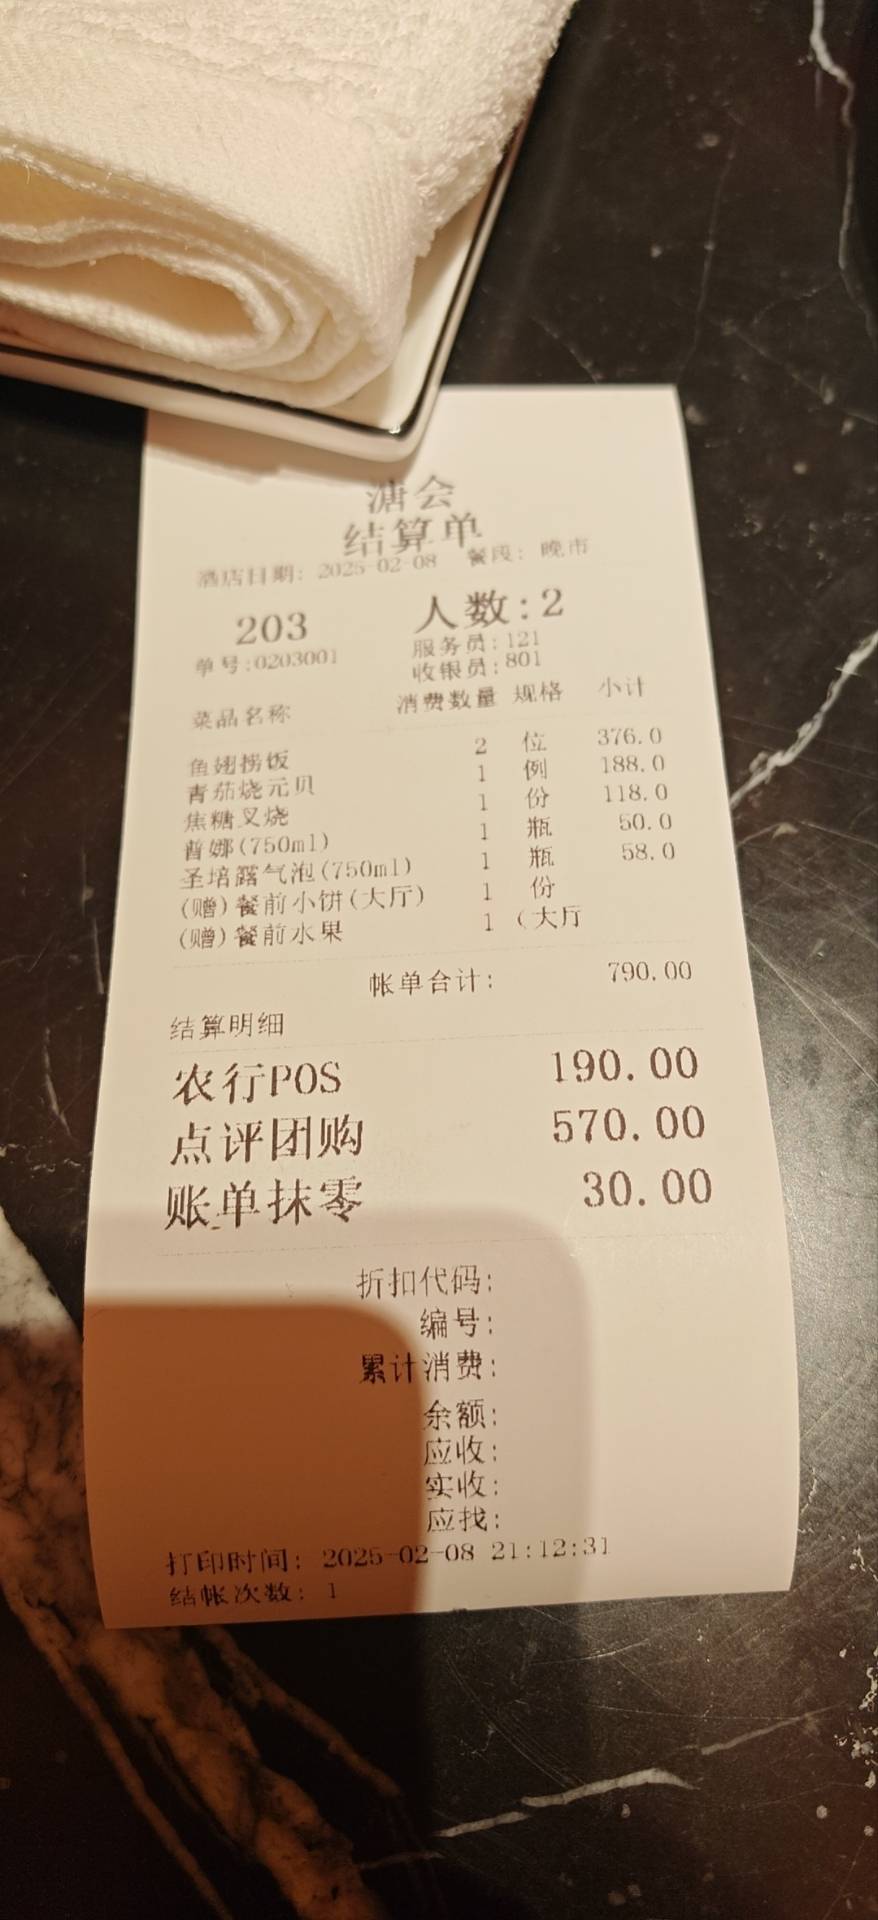 溏会
结算单
酒店日期: 2025-02-08 餐段: 晚市
203 人数:2
单号:0203001 服务员:121
收银员:801
菜品名称 消费数量 规格 小计
鱼翅捞饭 2 位 376.0
青茄烧元贝 1 例 188.0
焦糖叉烧 1 份 118.0
普娜(750ml) 1 瓶 50.0
圣培露气泡(750ml) 1 瓶 58.0
(赠)餐前小饼(大厅) 1 份
(赠)餐前水果 1 (大厅
帐单合计: 790.00
结算明细
农行POS 190.00
点评团购 570.00
账单抹零 30.00
折扣代码:
编号:
累计消费:
余额:
应收:
实收:
应找:
打印时间: 2025-02-08 21:12:31
结帐次数: 1